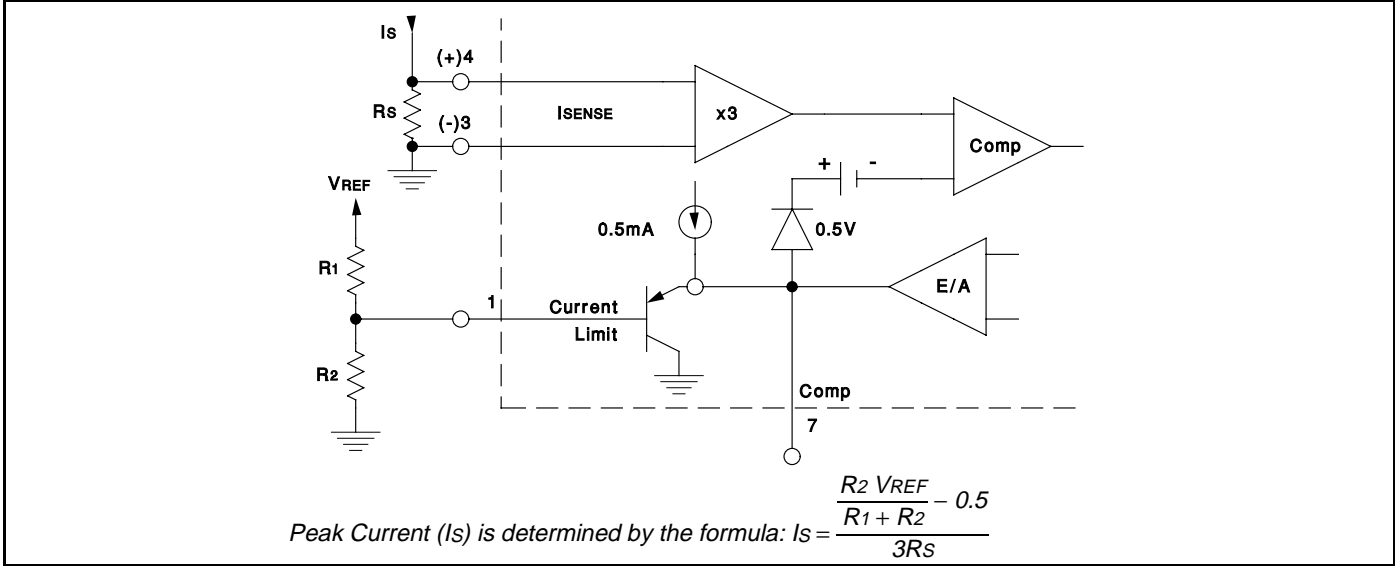 Is
(+)4
Rs
(-)3
ISENSE
x3
Comp
+ -
VREF
0.5mA
0.5V
R1
E/A
1
Current
Limit
R2
Comp
7
Peak Current (Is) is determined by the formula: Is = (R2 VREF / R1 + R2 – 0.5) / 3Rs